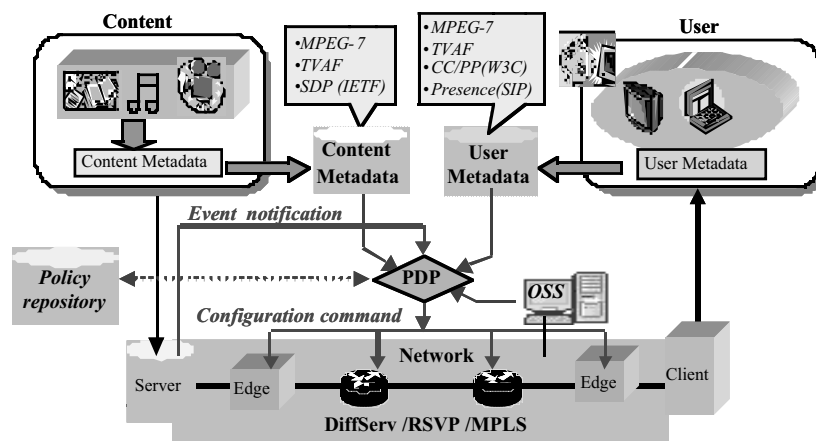 Content
User
•MPEG- 7
•TVAF
•SDP (IETF)
•MPEG-7
•TVAF
•CC/PP(W3C)
•Presence(SIP)
Content Metadata
Content
Metadata
User
Metadata
User Metadata
Event notification
Policy
repository
PDP
OSS
Configuration command
Network
Server
Edge
Edge
Client
DiffServ /RSVP /MPLS